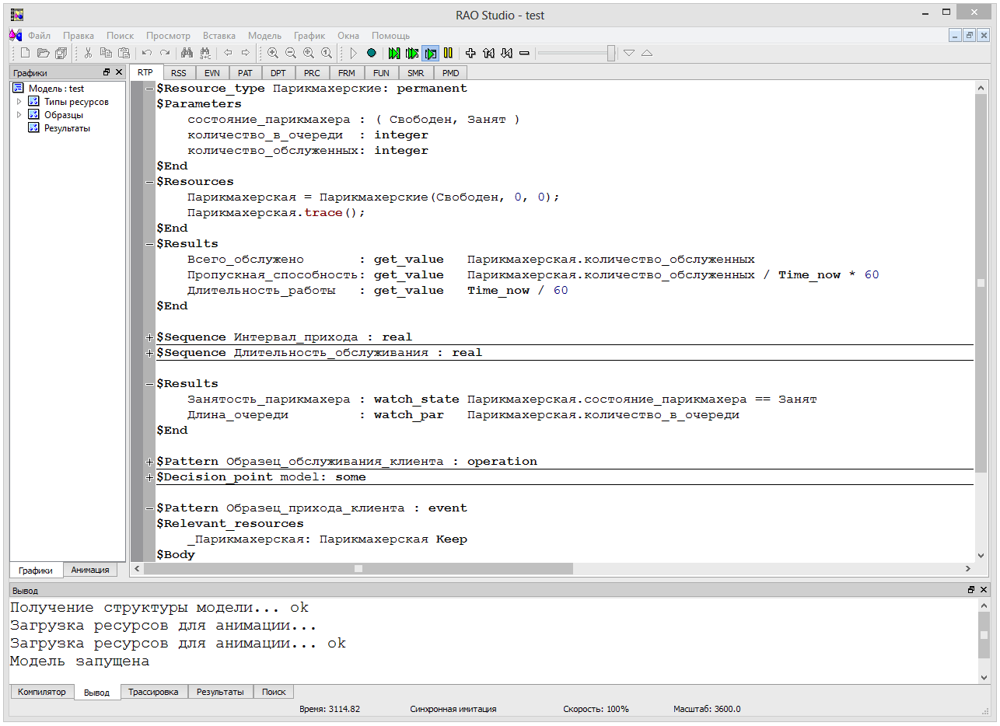 RAO Studio - test
Файл Правка Поиск Просмотр Вставка Модель График Окна Помощь
Графики
RTP RSS EVN PAT DPT PRC FRM FUN SMR PMD
Модель : test
Типы ресурсов
Образцы
Результаты
$Resource_type Парикмахерские: permanent
$Parameters
состояние_парикмахера : ( Свободен, Занят )
количество_в_очереди : integer
количество_обслуженных: integer
$End
$Resources
Парикмахерская = Парикмахерские(Свободен, 0, 0);
Парикмахерская.trace();
$End
$Results
Всего_обслужено : get_value Парикмахерская.количество_обслуженных
Пропускная_способность: get_value Парикмахерская.количество_обслуженных / Time_now * 60
Длительность_работы : get_value Time_now / 60
$End
$Sequence Интервал_прихода : real
$Sequence Длительность_обслуживания : real
$Results
Занятость_парикмахера : watch_state Парикмахерская.состояние_парикмахера == Занят
Длина_очереди : watch_par Парикмахерская.количество_в_очереди
$End
$Pattern Образец_обслуживания_клиента : operation
$Decision_point model: some
$Pattern Образец_прихода_клиента : event
$Relevant_resources
_Парикмахерская: Парикмахерская Keep
$Body
Графики Анимация
Вывод
Получение структуры модели... ok
Загрузка ресурсов для анимации...
Загрузка ресурсов для анимации... ok
Модель запущена
Компилятор Вывод Трассировка Результаты Поиск
Время: 3114.82 Синхронная имитация Скорость: 100% Масштаб: 3600.0